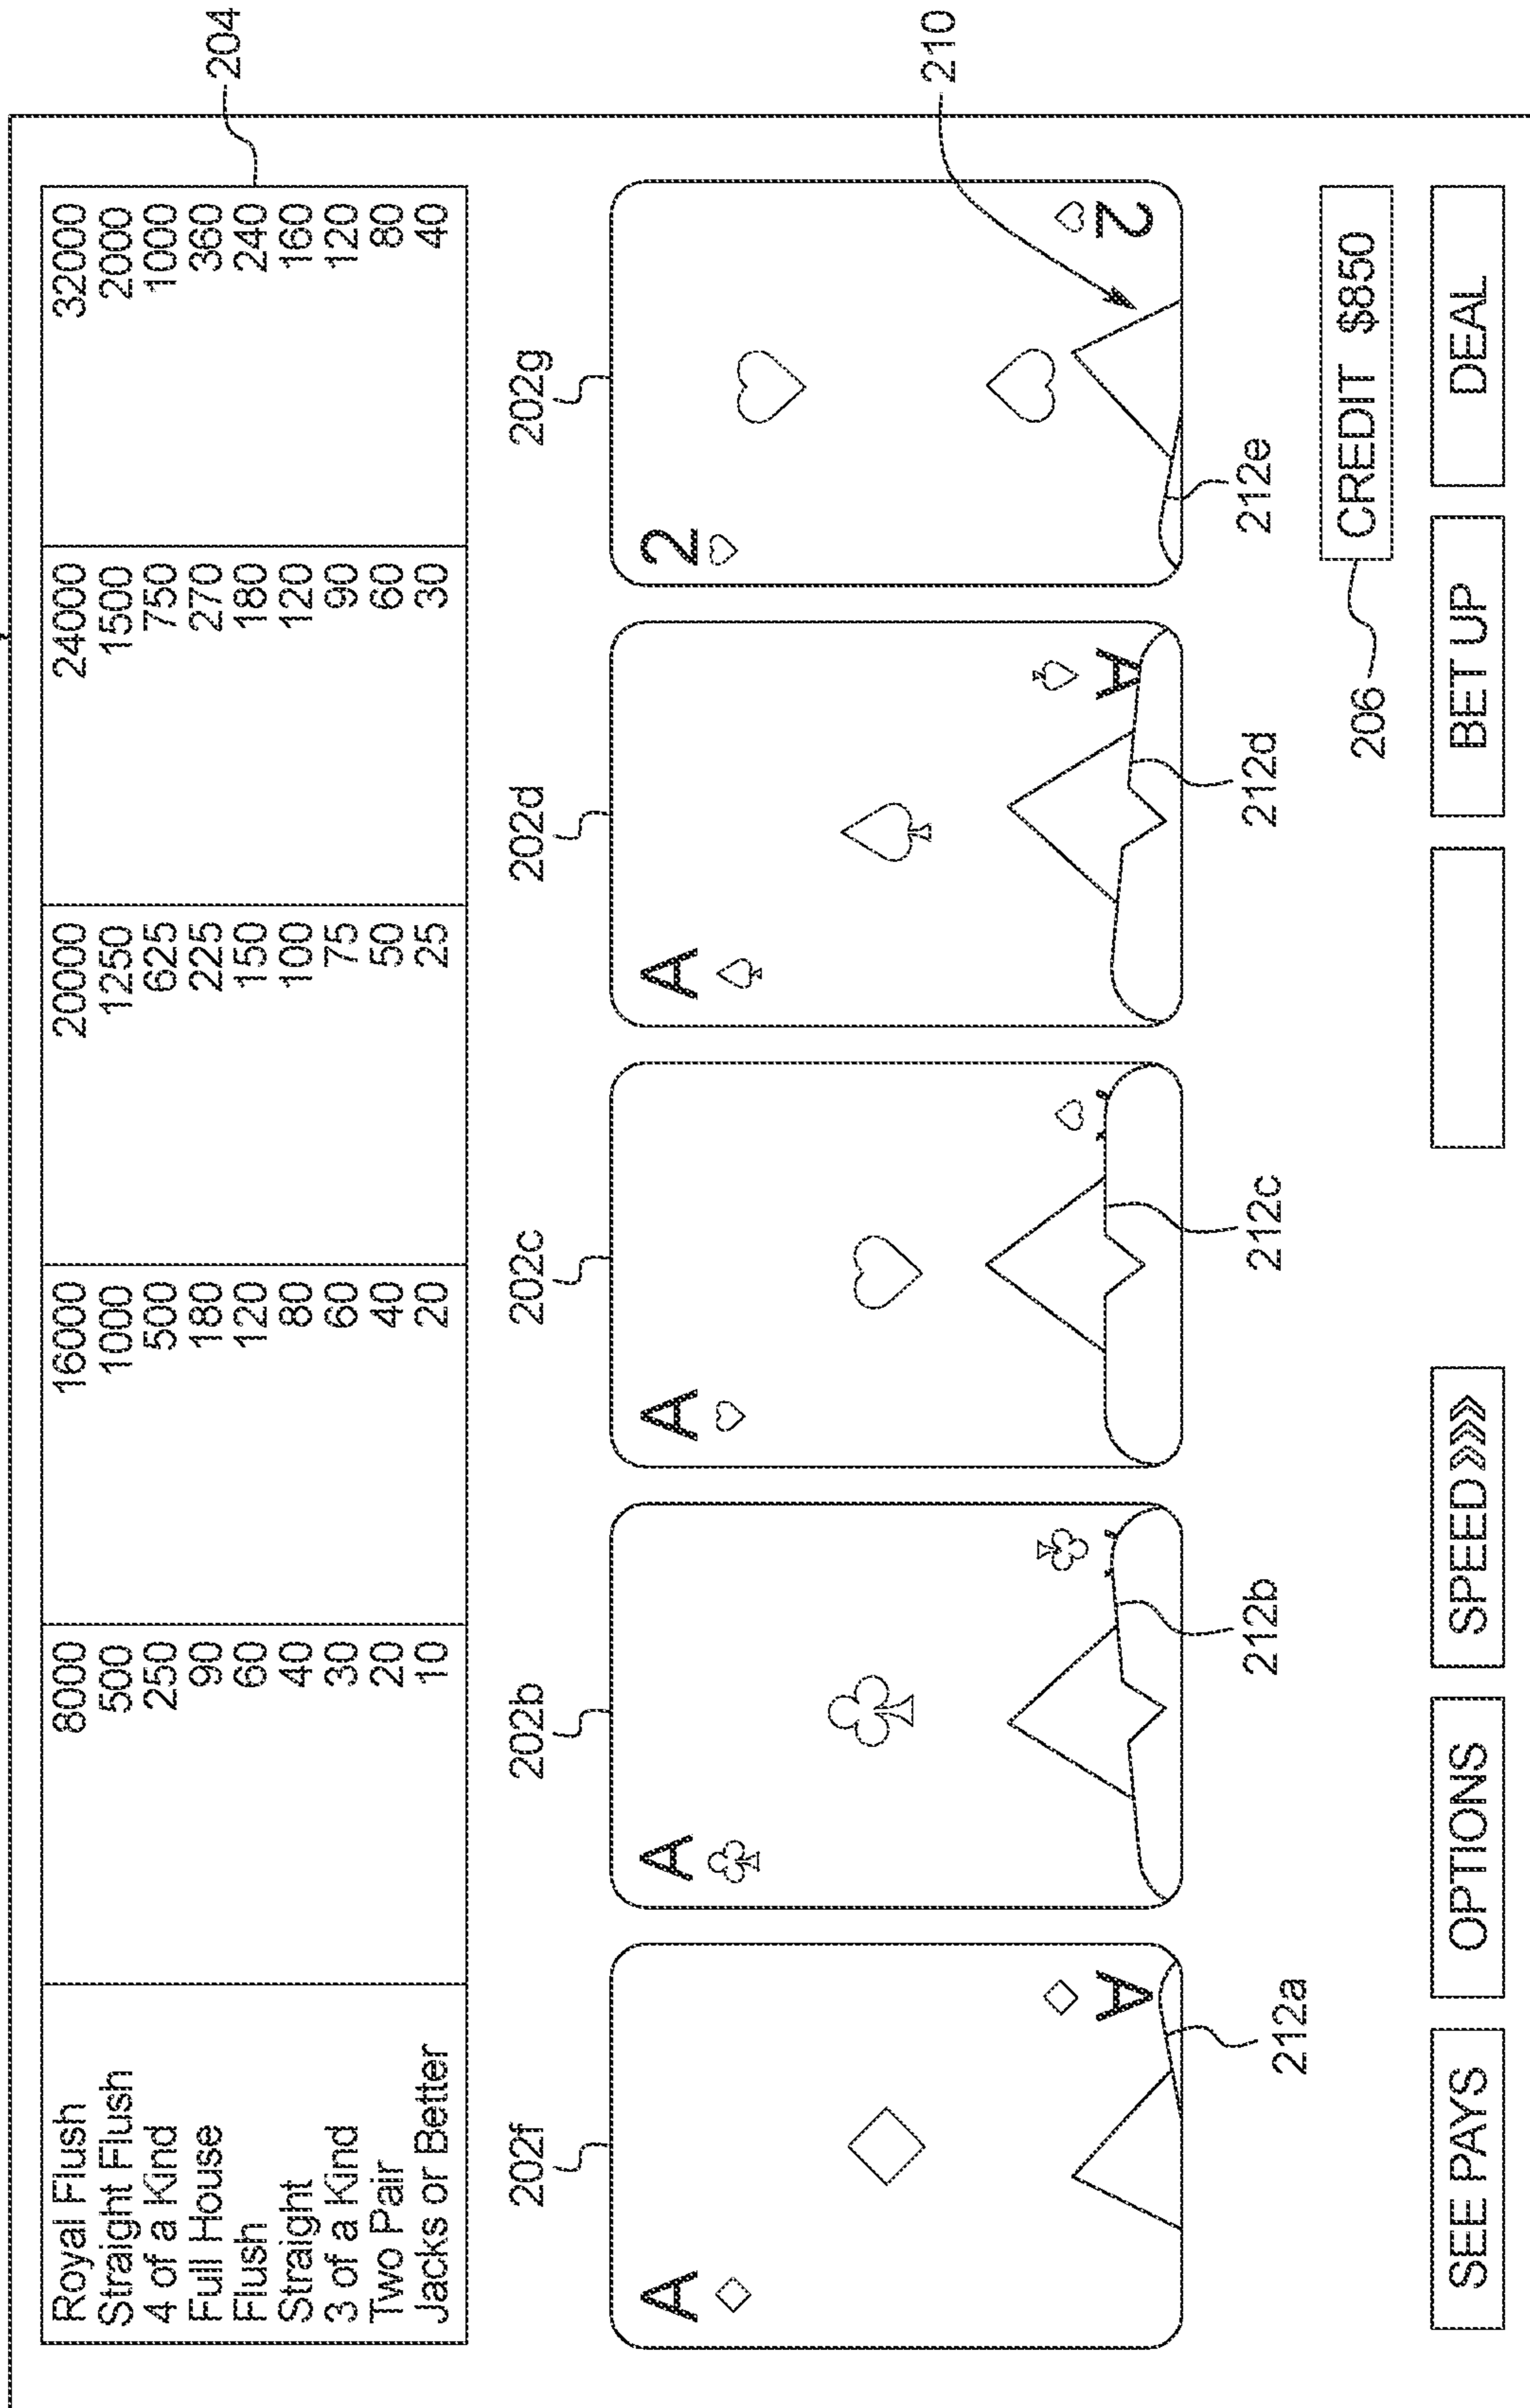 Royal Flush 8000 16000 20000 24000 32000
Straight Flush 500 1000 1250 1500 2000
4 of a Kind 250 500 625 750 1000
Full House 90 180 225 270 360
Flush 60 120 150 180 240
Straight 40 80 100 120 160
3 of a Kind 30 60 75 90 120
Two Pair 20 40 50 60 80
Jacks or Better 10 20 25 30 40
204
202f 202b 202c 202d 202g
A A A A 2
210
A A 2
212a 212b 212c 212d 212e
206 CREDIT $850
SEE PAYS OPTIONS SPEED >>>>> BET UP DEAL